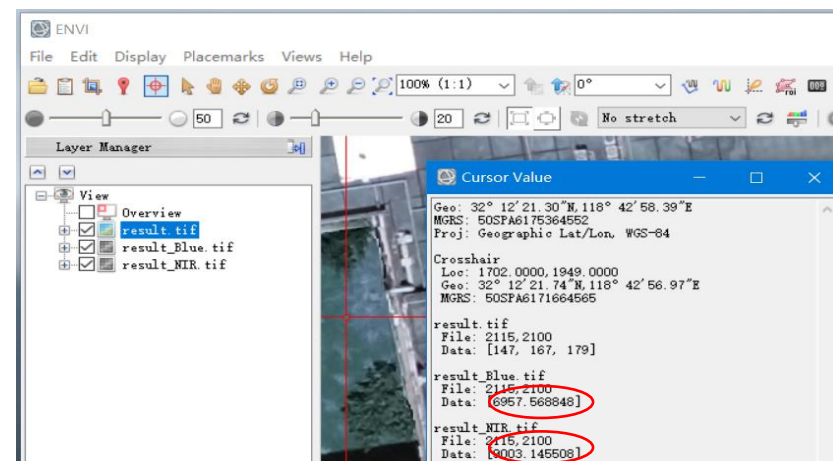 ENVI
File Edit Display Placemarks Views Help
100% (1:1) 0°
50 20 No stretch
Layer Manager
View
Overview
result.tif
result_Blue.tif
result_NIR.tif
Cursor Value
Geo: 32° 12′21.30″N,118° 42′58.39″E
MGRS: 50SPA6175364552
Proj: Geographic Lat/Lon, WGS-84
Crosshair
Loc: 1702.0000,1949.0000
Geo: 32° 12′21.74″N,118° 42′56.97″E
MGRS: 50SPA6171664565
result.tif
File: 2115,2100
Data: [147, 167, 179]
result_Blue.tif
File: 2115,2100
Data: [6957.568848]
result_NIR.tif
File: 2115,2100
Data: [9003.145508]